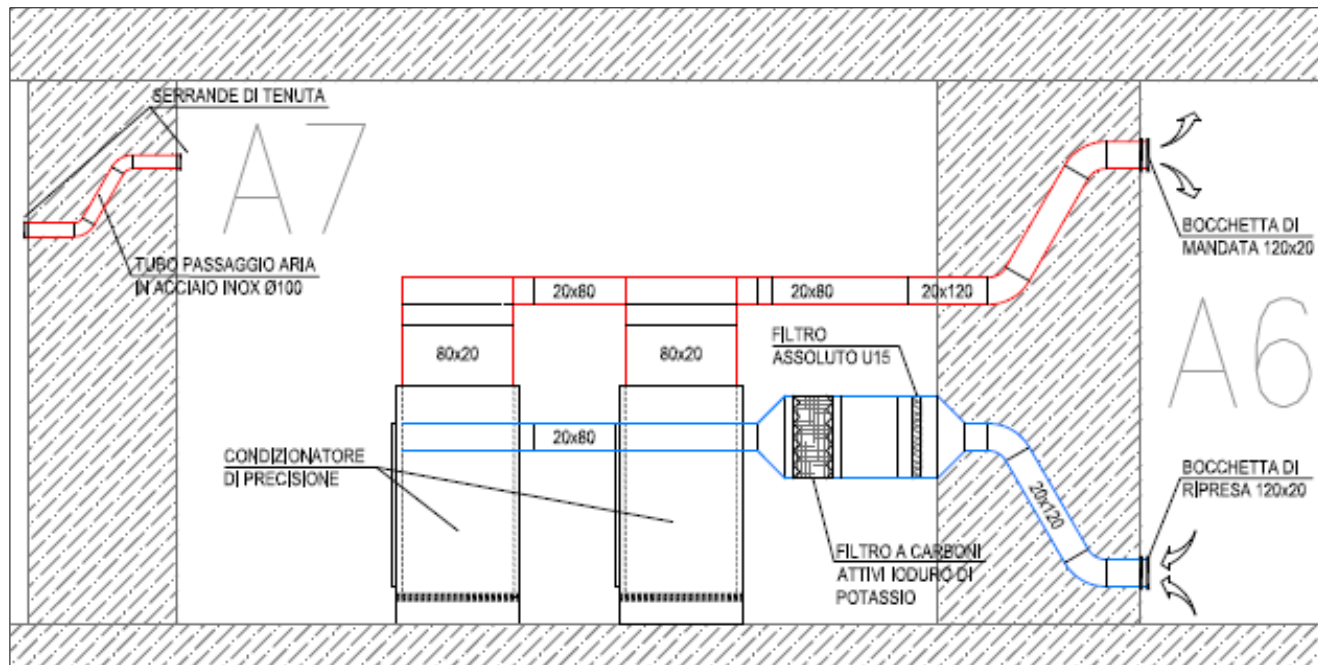 SERRANDE DI TENUTA
A7
TUBO PASSAGGIO ARIA
IN ACCIAIO INOX Ø100
BOCCHETTA DI
MANDATA 120x20
20x80
20x80
20x120
80x20
80x20
FILTRO
ASSOLUTO U15
A6
20x80
CONDIZIONATORE
DI PRECISIONE
20x120
BOCCHETTA DI
RIPRESA 120x20
FILTRO A CARBONI
ATTIVI IODURO DI
POTASSIO